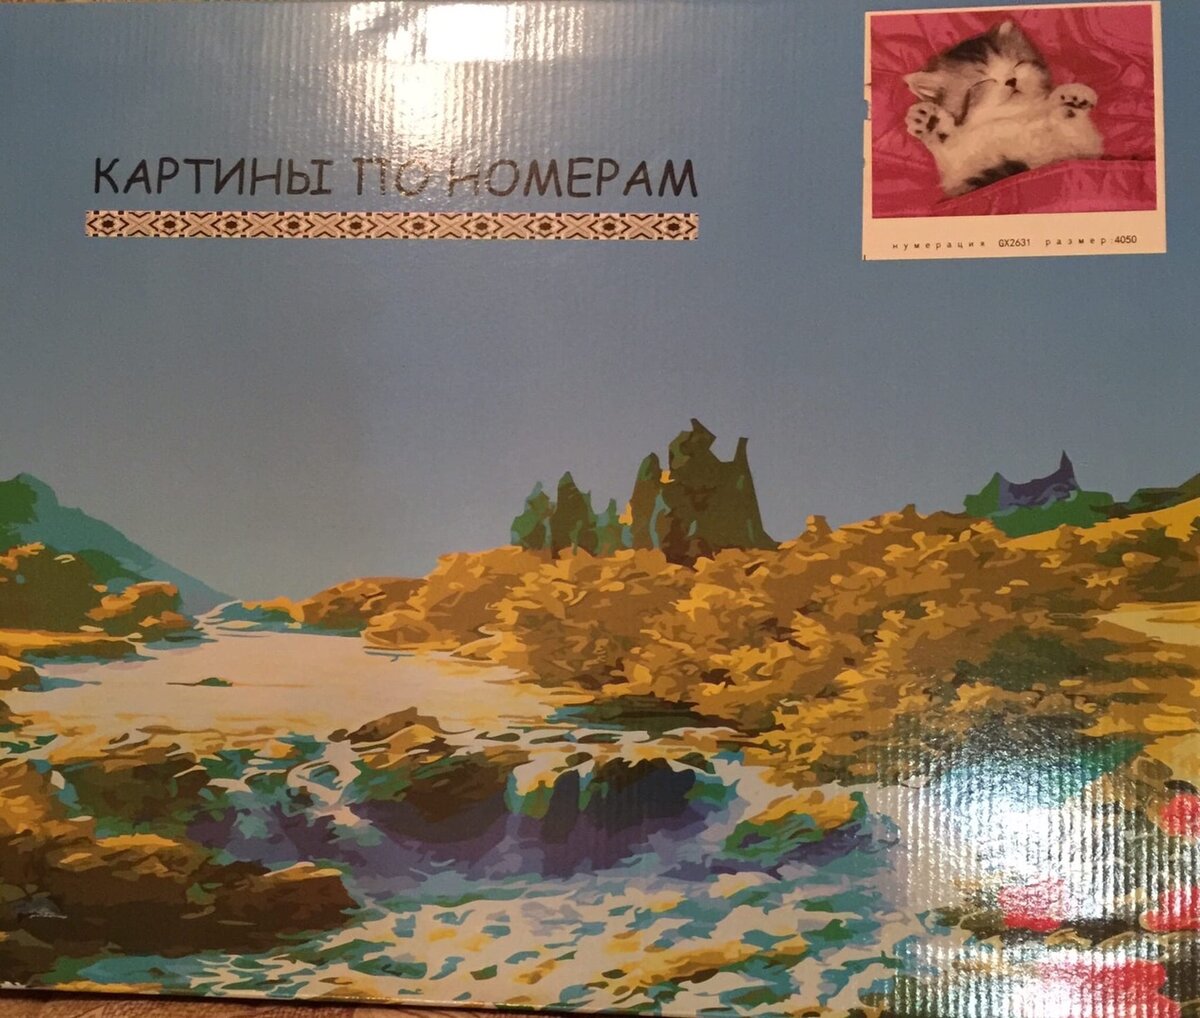 КАРТИНЫ ПО НОМЕРАМ
нумерация GX2631 размер:4050